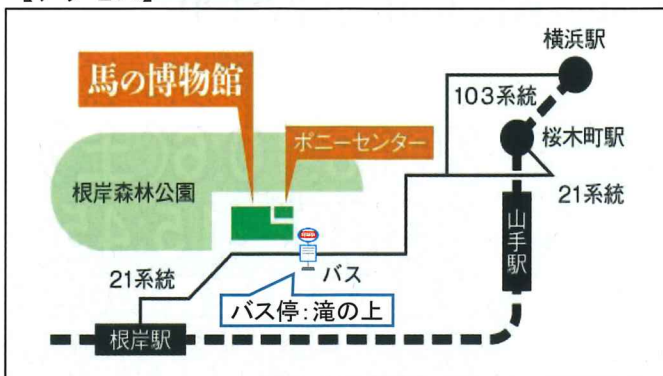 横浜駅
馬の博物館
103系統
ポニーセンター
桜木町駅
根岸森林公園
21系統
山手駅
21系統
バス
バス停:滝の上
根岸駅